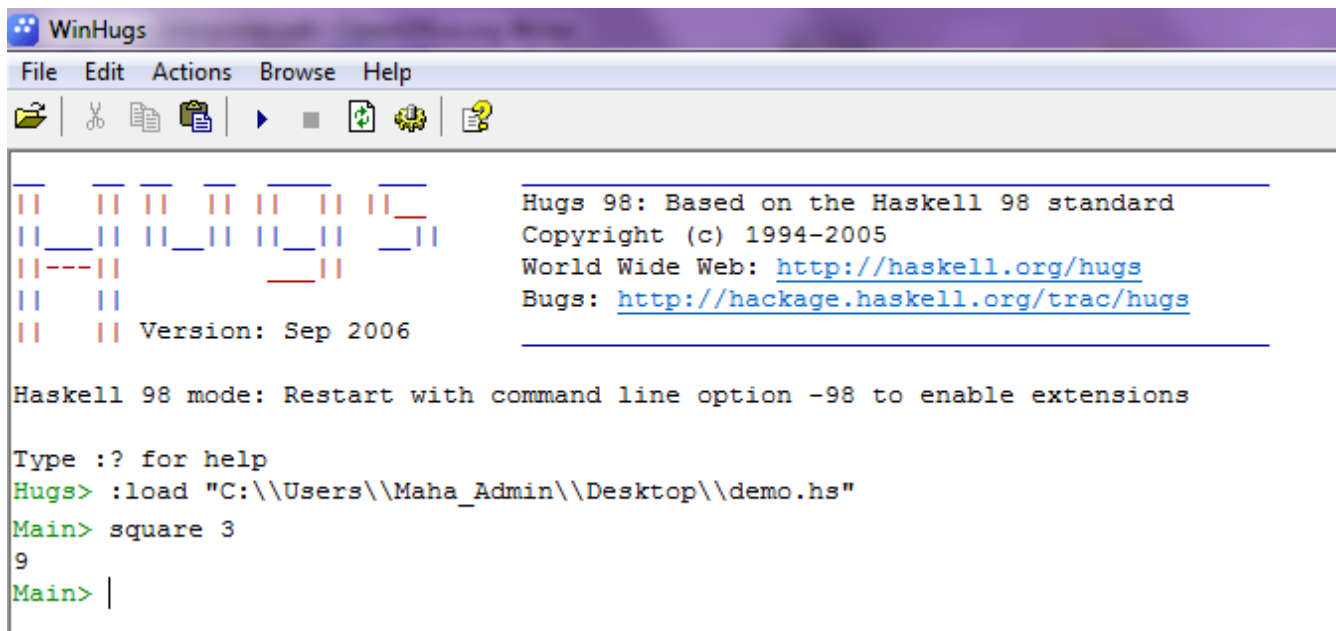 WinHugs
File Edit Actions Browse Help
Hugs 98: Based on the Haskell 98 standard
Copyright (c) 1994-2005
World Wide Web: http://haskell.org/hugs
Bugs: http://hackage.haskell.org/trac/hugs
Version: Sep 2006
Haskell 98 mode: Restart with command line option -98 to enable extensions
Type :? for help
Hugs> :load "C:\\Users\\Maha_Admin\\Desktop\\demo.hs"
Main> square 3
9
Main>